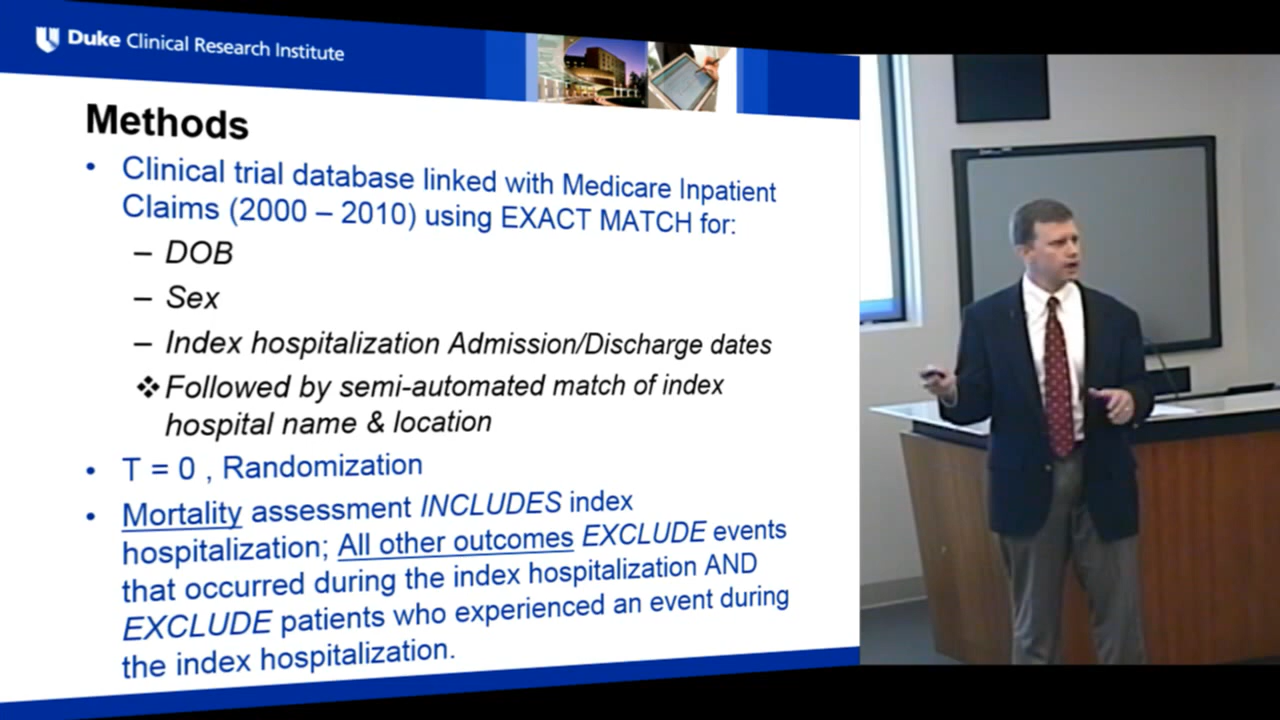 Duke Clinical Research Institute
Methods
• Clinical trial database linked with Medicare Inpatient
Claims (2000 – 2010) using EXACT MATCH for:
– DOB
– Sex
– Index hospitalization Admission/Discharge dates
❖ Followed by semi-automated match of index
hospital name & location
• T = 0 , Randomization
• Mortality assessment INCLUDES index
hospitalization; All other outcomes EXCLUDE events
that occurred during the index hospitalization AND
EXCLUDE patients who experienced an event during
the index hospitalization.